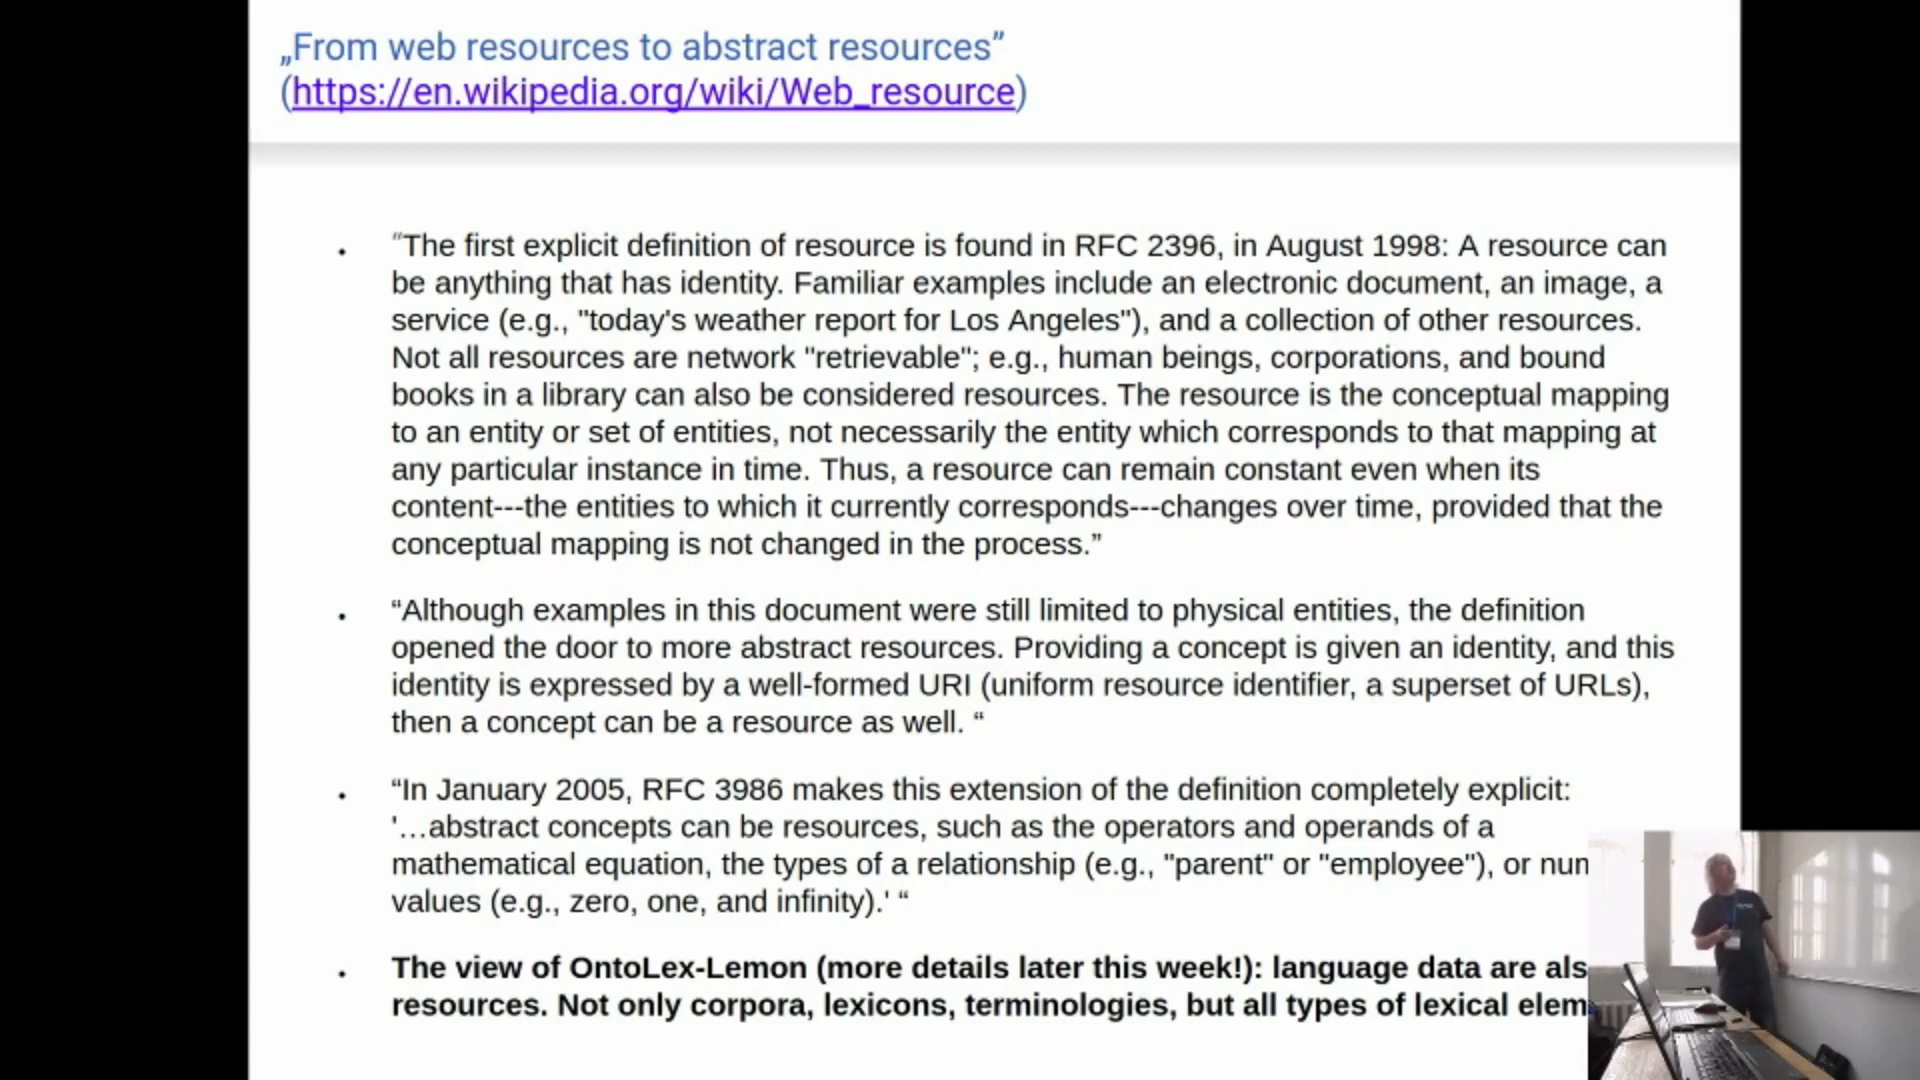 „From web resources to abstract resources”
(https://en.wikipedia.org/wiki/Web_resource)
• “The first explicit definition of resource is found in RFC 2396, in August 1998: A resource can
be anything that has identity. Familiar examples include an electronic document, an image, a
service (e.g., "today's weather report for Los Angeles"), and a collection of other resources.
Not all resources are network "retrievable"; e.g., human beings, corporations, and bound
books in a library can also be considered resources. The resource is the conceptual mapping
to an entity or set of entities, not necessarily the entity which corresponds to that mapping at
any particular instance in time. Thus, a resource can remain constant even when its
content---the entities to which it currently corresponds---changes over time, provided that the
conceptual mapping is not changed in the process.”
• “Although examples in this document were still limited to physical entities, the definition
opened the door to more abstract resources. Providing a concept is given an identity, and this
identity is expressed by a well-formed URI (uniform resource identifier, a superset of URLs),
then a concept can be a resource as well. “
• “In January 2005, RFC 3986 makes this extension of the definition completely explicit:
'…abstract concepts can be resources, such as the operators and operands of a
mathematical equation, the types of a relationship (e.g., "parent" or "employee"), or num
values (e.g., zero, one, and infinity).' “
• The view of OntoLex-Lemon (more details later this week!): language data are als
resources. Not only corpora, lexicons, terminologies, but all types of lexical elem